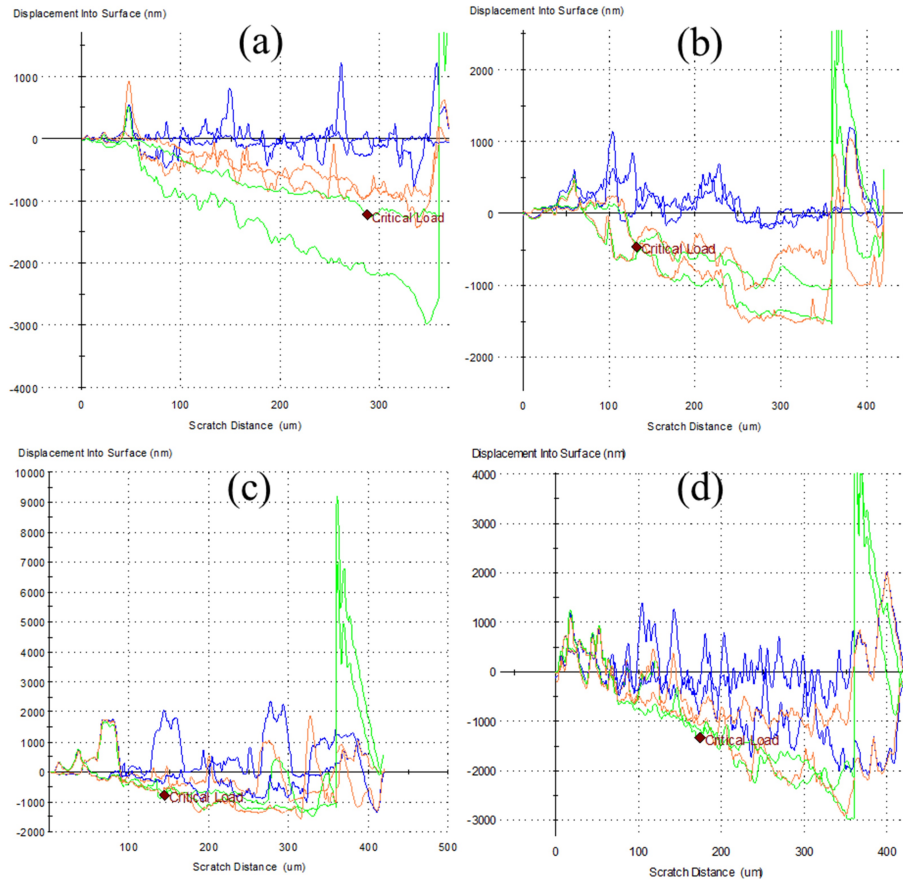 Displacement Into Surface (nm)
(a)
1000
0
-1000
-2000
-3000
-4000
Critical Load
0 100 200 300
Scratch Distance (um)
Displacement Into Surface (nm)
(b)
2000
1000
0
-1000
-2000
Critical Load
0 100 200 300 400
Scratch Distance (um)
Displacement Into Surface (nm)
(c)
10000
9000
8000
7000
6000
5000
4000
3000
2000
1000
0
-1000
-2000
Critical Load
100 200 300 400 500
Scratch Distance (um)
Displacement Into Surface (nm)
(d)
4000
3000
2000
1000
0
-1000
-2000
-3000
Critical Load
0 100 200 300 400
Scratch Distance (µm)